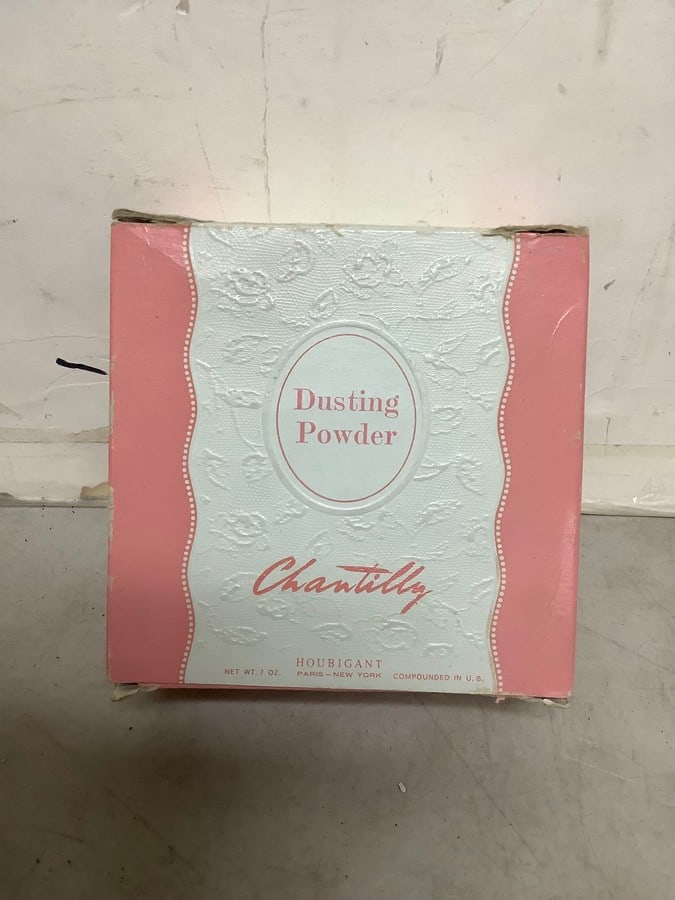 Dusting
Powder
Chantilly
HOUBIGANT
NET WT. 7 OZ. PARIS – NEW YORK COMPOUNDED IN U.S.